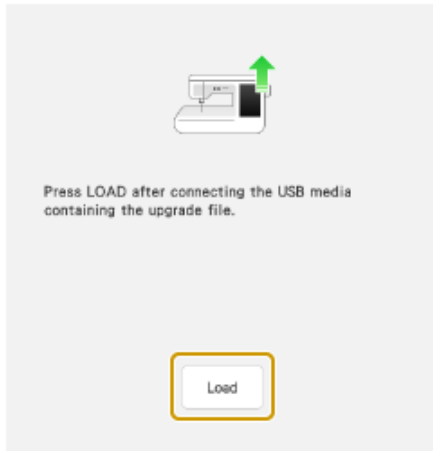 Press LOAD after connecting the USB media
containing the upgrade file.
Load